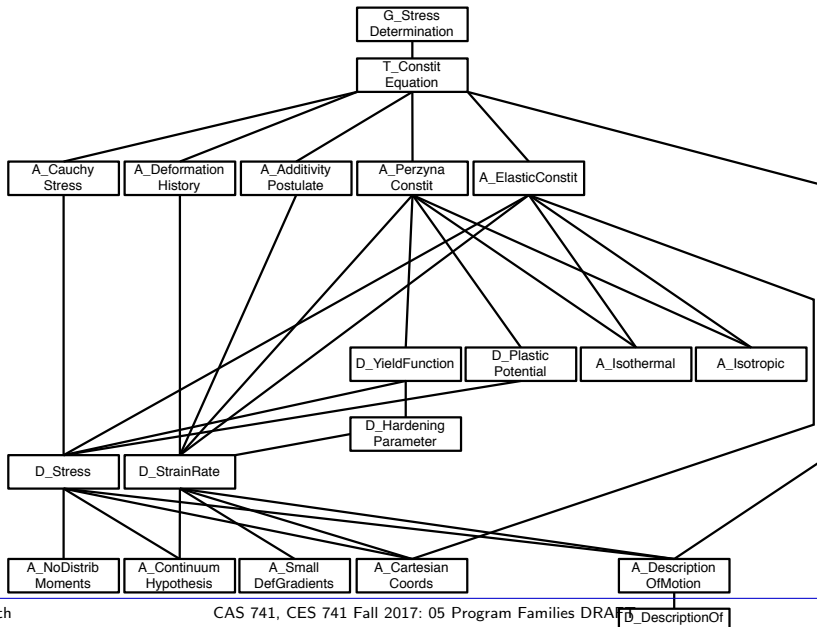 G_Stress
Determination
T_Constit
Equation
A_Cauchy
Stress
A_Deformation
History
A_Additivity
Postulate
A_Perzyna
Constit
A_ElasticConstit
D_YieldFunction
D_Plastic
Potential
A_Isothermal
A_Isotropic
D_Hardening
Parameter
D_Stress
D_StrainRate
A_NoDistrib
Moments
A_Continuum
Hypothesis
A_Small
DefGradients
A_Cartesian
Coords
A_Description
OfMotion
D_DescriptionOf
ch
CAS 741, CES 741 Fall 2017: 05 Program Families DRAFT